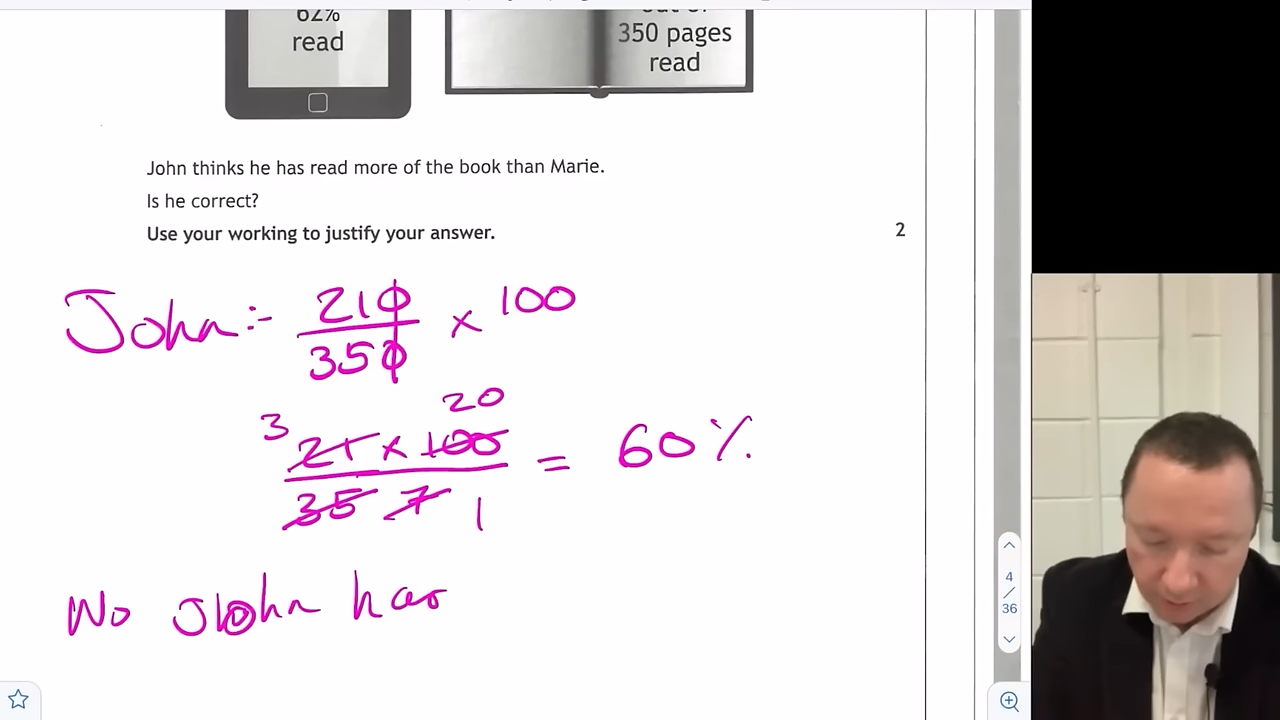 62%
read
350 pages
read
John thinks he has read more of the book than Marie.
Is he correct?
Use your working to justify your answer. 2
John:- 210/350 × 100
3 20
21 × 100 / 35 7 1 = 60%
No John has
4
/
36